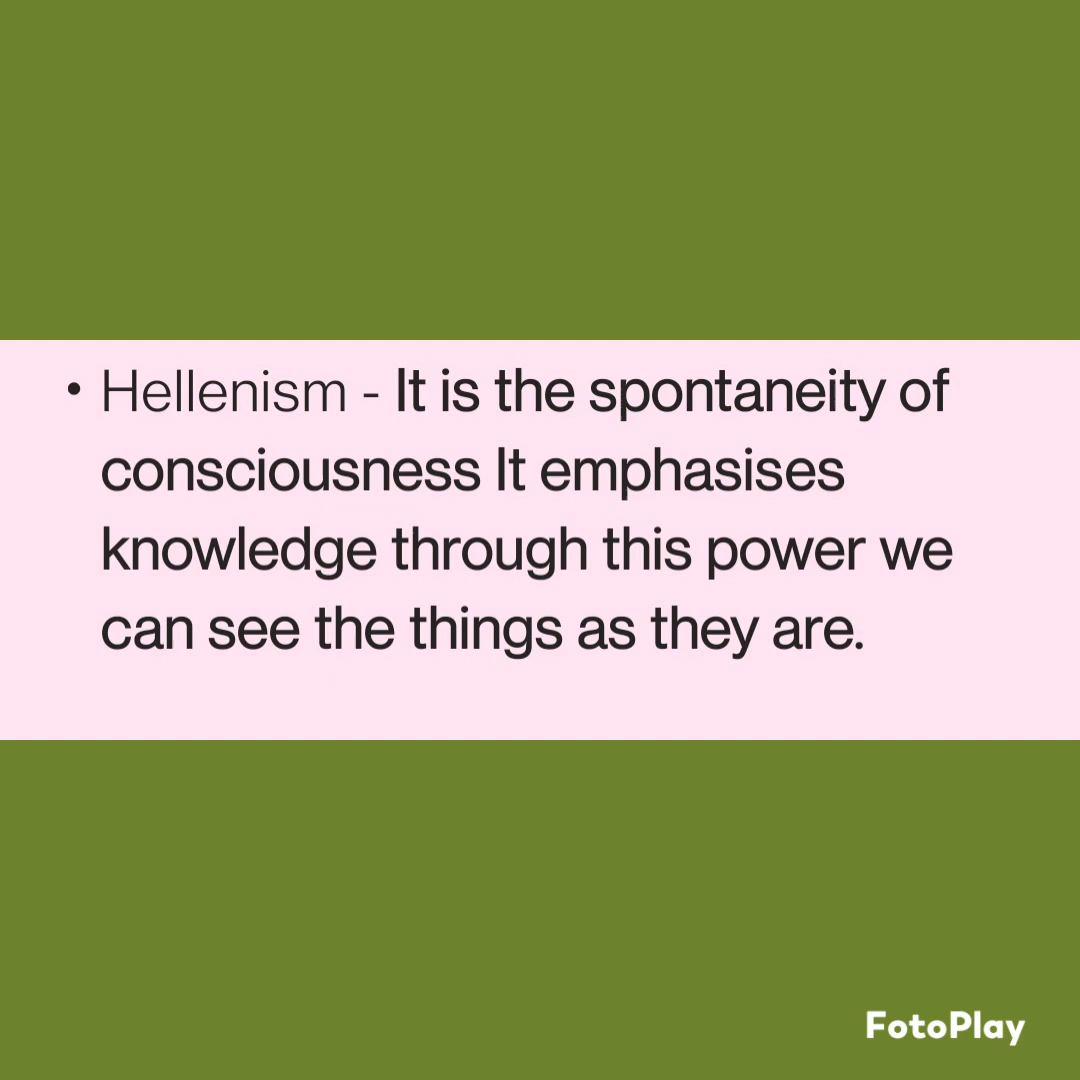 • Hellenism - It is the spontaneity of
consciousness It emphasises
knowledge through this power we
can see the things as they are.
FotoPlay